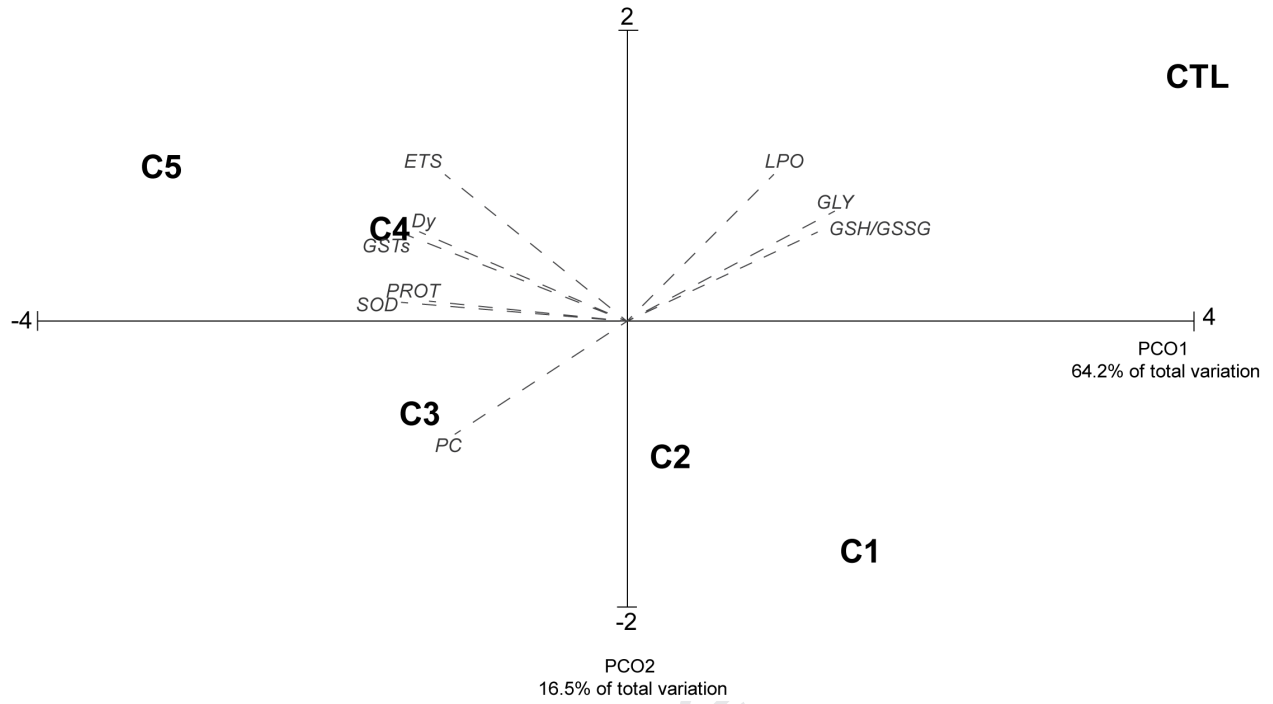 2
CTL
C5
ETS
LPO
GLY
C4
Dy
GSH/GSSG
GSTs
PROT
SOD
-4
4
PCO1
64.2% of total variation
C3
PC
C2
C1
-2
PCO2
16.5% of total variation